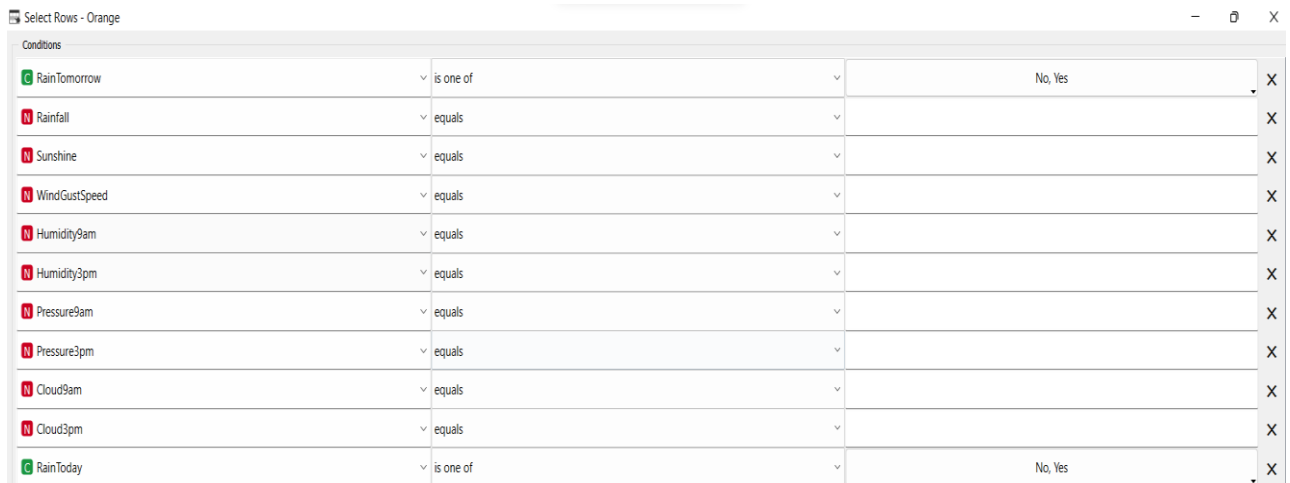 Select Rows - Orange
Conditions
C RainTomorrow is one of No, Yes X
N Rainfall equals X
N Sunshine equals X
N WindGustSpeed equals X
N Humidity9am equals X
N Humidity3pm equals X
N Pressure9am equals X
N Pressure3pm equals X
N Cloud9am equals X
N Cloud3pm equals X
C RainToday is one of No, Yes X